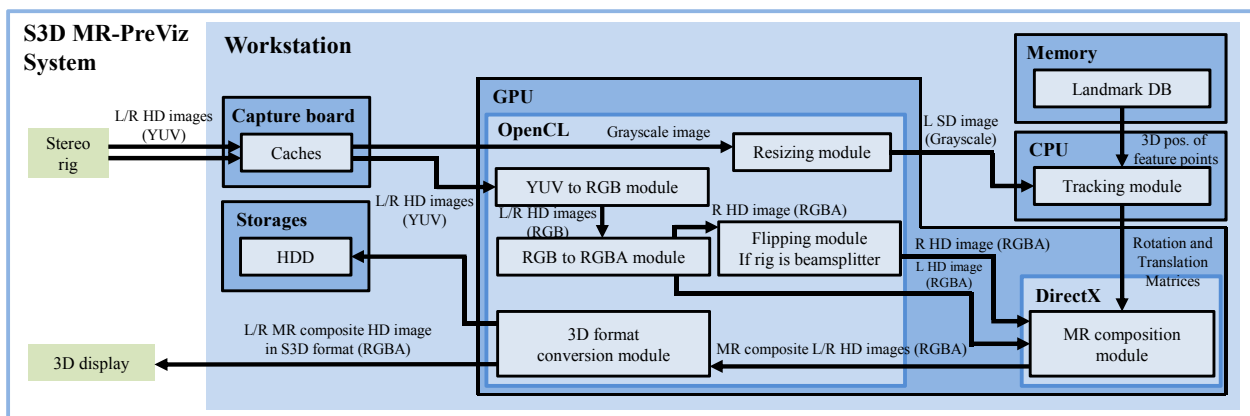 S3D MR-PreViz
System
Workstation
Memory
Landmark DB
GPU
L/R HD images
(YUV)
Capture board
Caches
Stereo
rig
OpenCL
Grayscale image
Resizing module
L SD image
(Grayscale)
CPU
3D pos. of
feature points
Tracking module
L/R HD images
(YUV)
YUV to RGB module
L/R HD images
(RGB)
R HD image (RGBA)
Storages
HDD
RGB to RGBA module
Flipping module
If rig is beamsplitter
R HD image (RGBA)
L HD image
(RGBA)
Rotation and
Translation
Matrices
DirectX
MR composition
module
L/R MR composite HD image
in S3D format (RGBA)
3D format
conversion module
MR composite L/R HD images (RGBA)
3D display